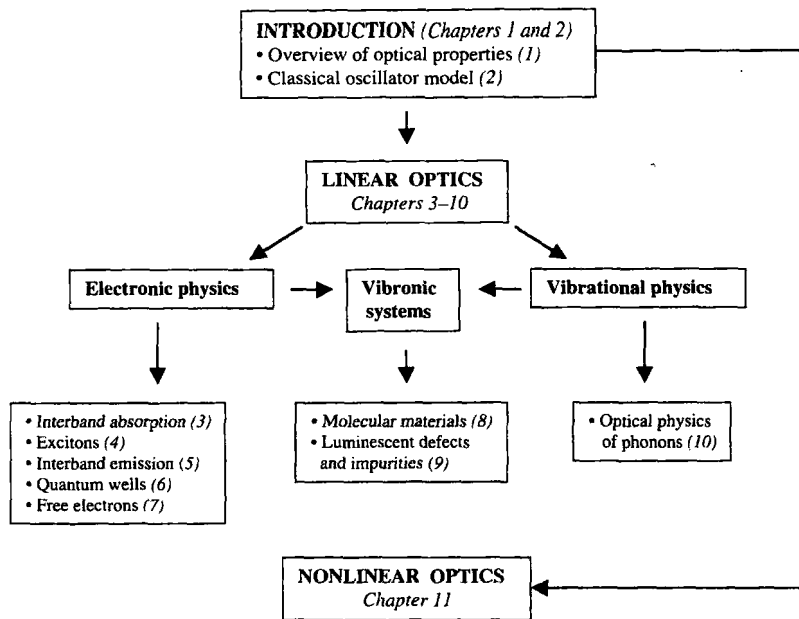 INTRODUCTION (Chapters 1 and 2)
• Overview of optical properties (1)
• Classical oscillator model (2)
LINEAR OPTICS
Chapters 3–10
Electronic physics
Vibronic
systems
Vibrational physics
• Interband absorption (3)
• Excitons (4)
• Interband emission (5)
• Quantum wells (6)
• Free electrons (7)
• Molecular materials (8)
• Luminescent defects
and impurities (9)
• Optical physics
of phonons (10)
NONLINEAR OPTICS
Chapter 11